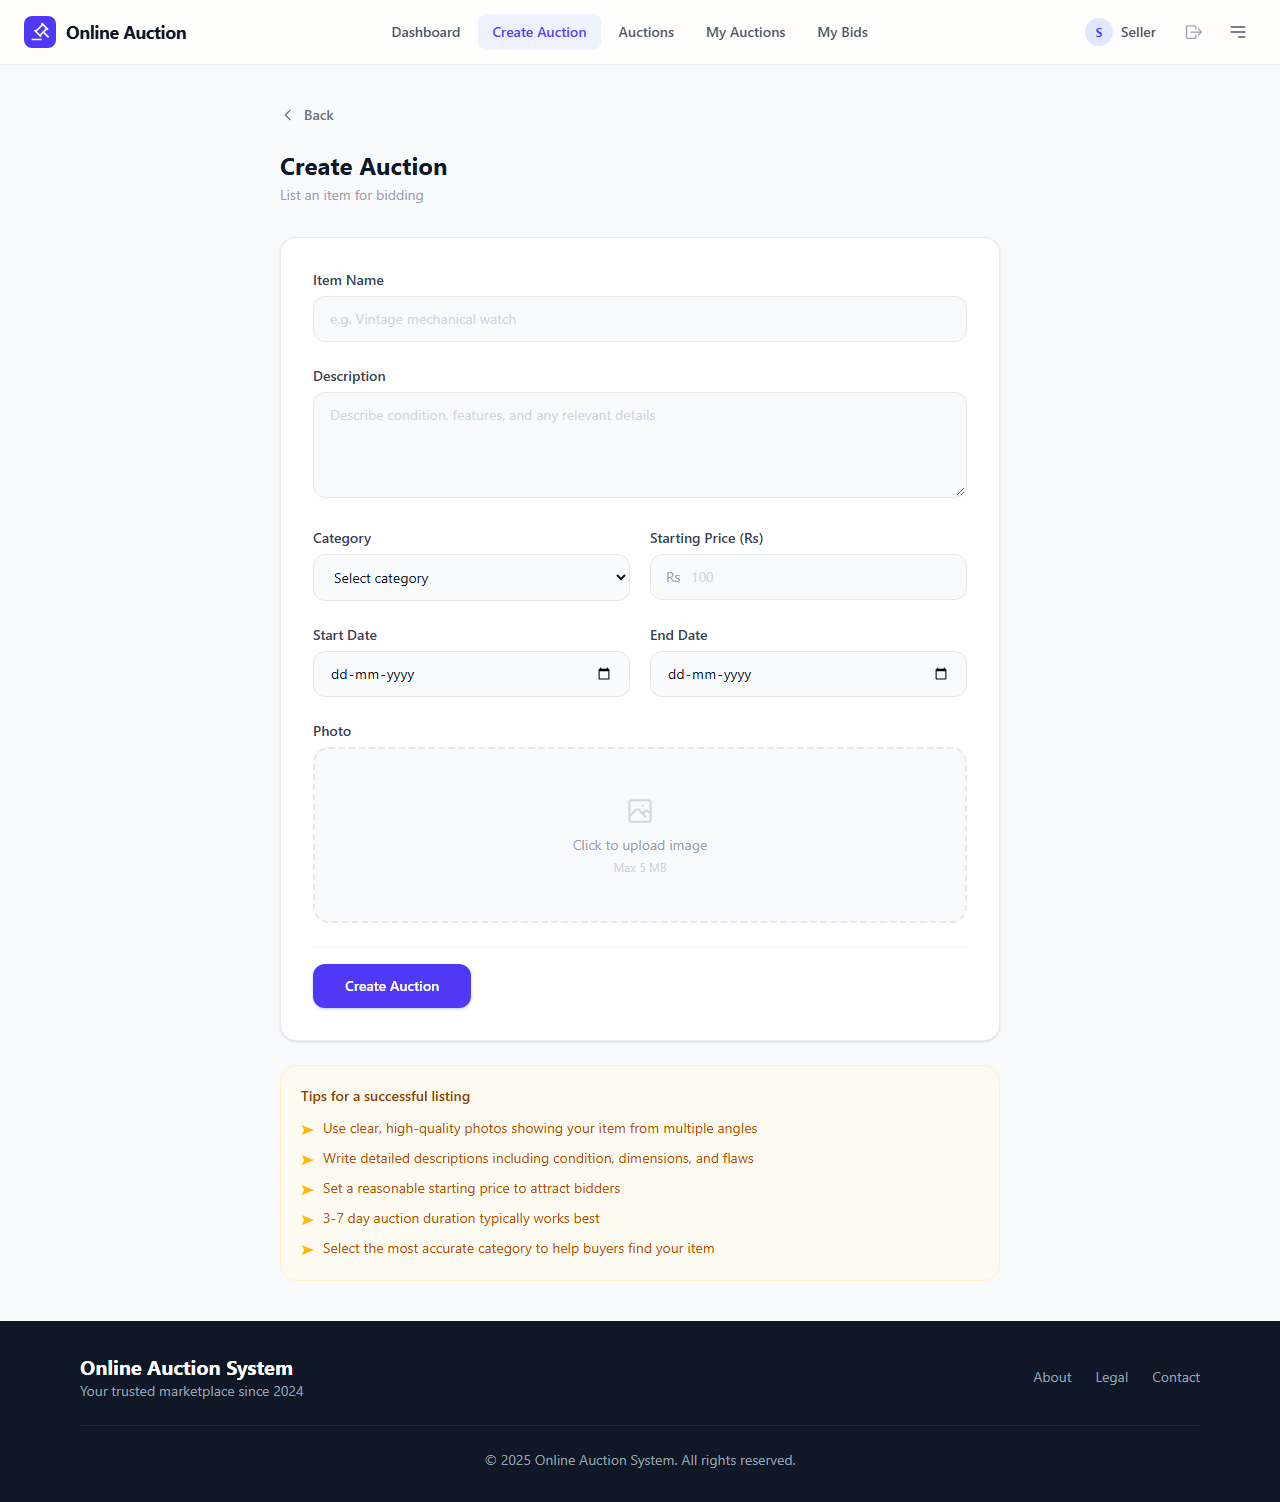 Online Auction
Dashboard
Create Auction
Auctions
My Auctions
My Bids
S
Seller
Back
Create Auction
List an item for bidding
Item Name
e.g. Vintage mechanical watch
Description
Describe condition, features, and any relevant details
Category
Starting Price (Rs)
Select category
Rs 100
Start Date
End Date
dd-mm-yyyy
dd-mm-yyyy
Photo
Click to upload image
Max 5 MB
Create Auction
Tips for a successful listing
➤ Use clear, high-quality photos showing your item from multiple angles
➤ Write detailed descriptions including condition, dimensions, and flaws
➤ Set a reasonable starting price to attract bidders
➤ 3-7 day auction duration typically works best
➤ Select the most accurate category to help buyers find your item
Online Auction System
Your trusted marketplace since 2024
About
Legal
Contact
© 2025 Online Auction System. All rights reserved.